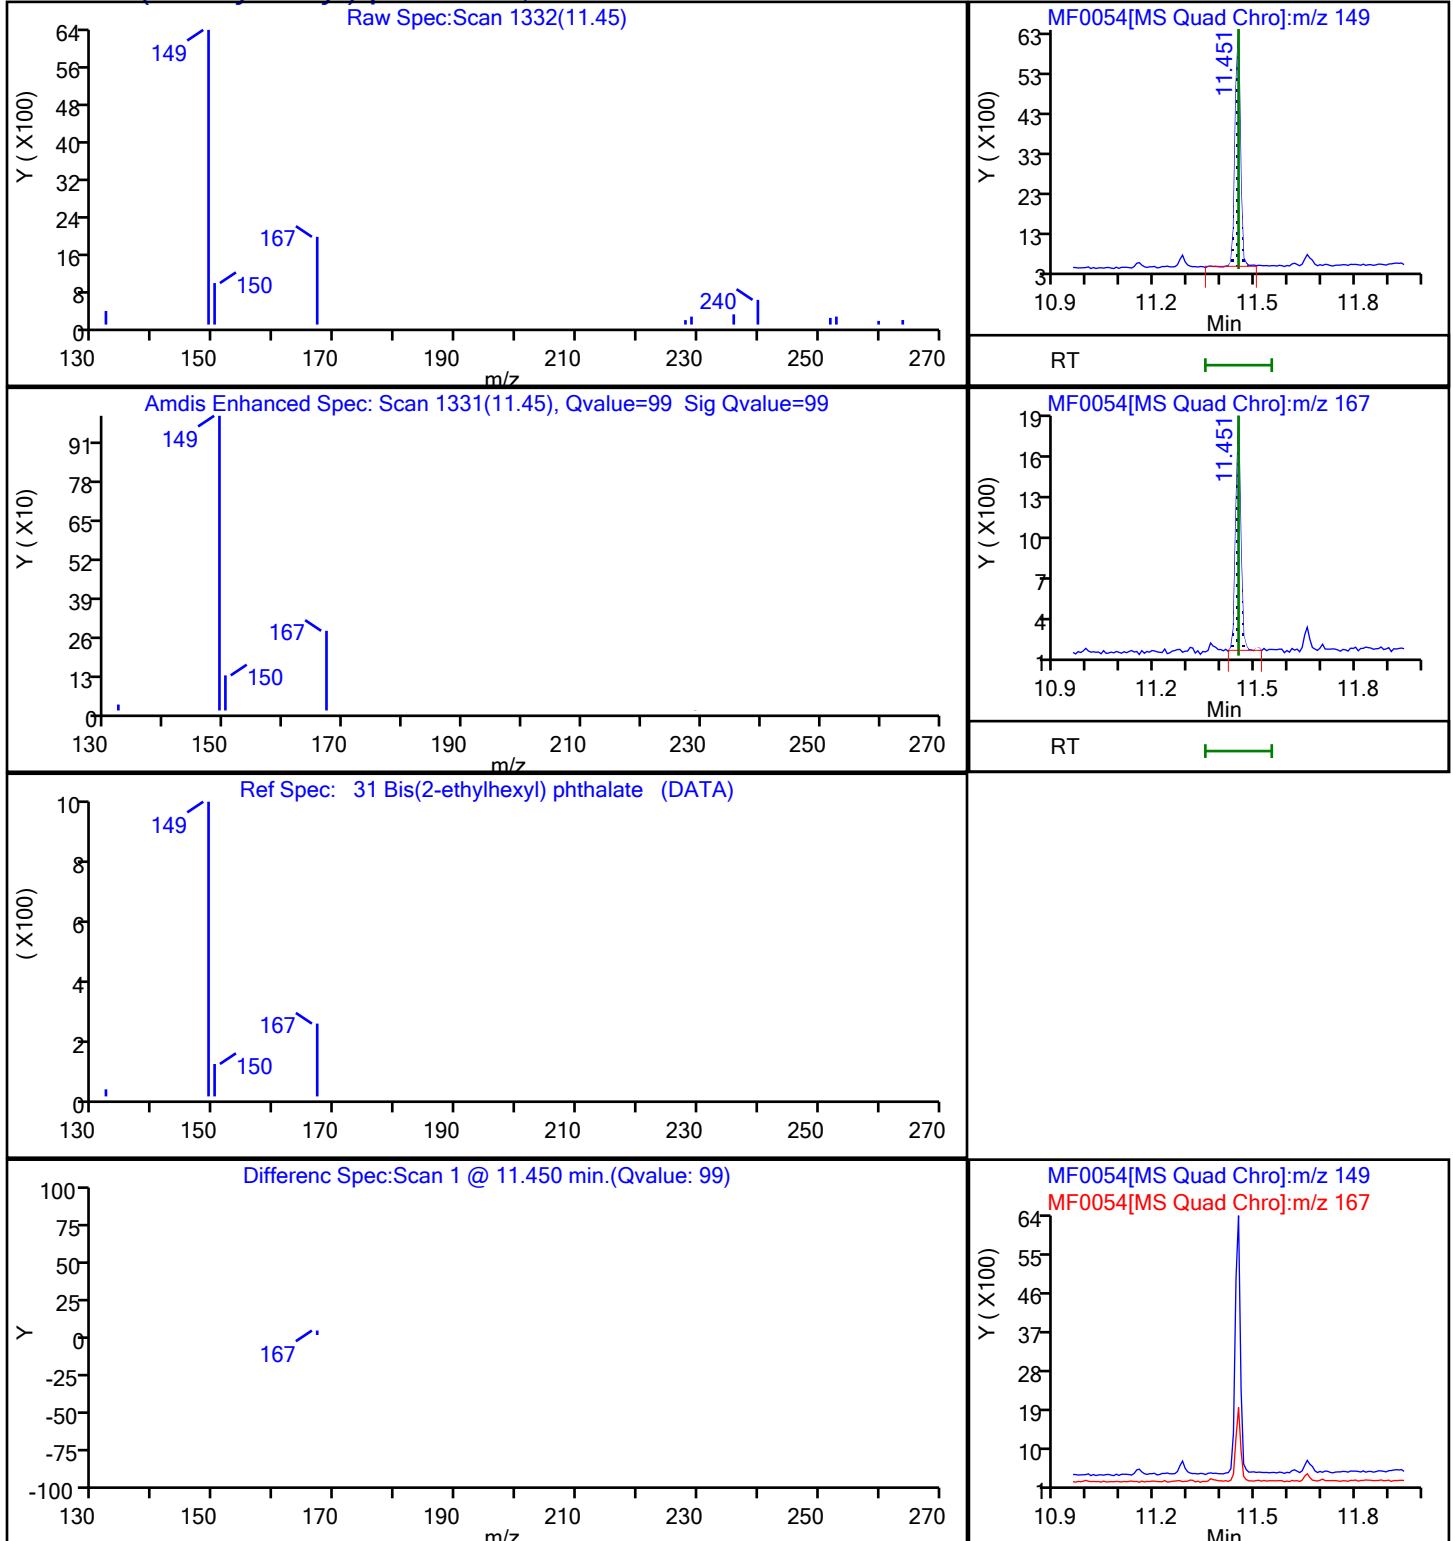 Raw Spec:Scan 1332(11.45)
Y ( X100)
64
56
48
40
32
24
16
8
0
149
150
167
240
130 150 170 190 210 230 250 270
m/z
MF0054[MS Quad Chro]:m/z 149
Y ( X100)
63
53
43
33
23
13
3
11.451
10.9 11.2 11.5 11.8
Min
RT
Amdis Enhanced Spec: Scan 1331(11.45), Qvalue=99 Sig Qvalue=99
Y ( X10)
91
78
65
52
39
26
13
0
149
150
167
130 150 170 190 210 230 250 270
m/z
MF0054[MS Quad Chro]:m/z 167
Y ( X100)
19
16
13
10
7
4
1
11.451
10.9 11.2 11.5 11.8
Min
RT
Ref Spec: 31 Bis(2-ethylhexyl) phthalate (DATA)
( X100)
10
8
6
4
2
0
149
150
167
130 150 170 190 210 230 250 270
Differenc Spec:Scan 1 @ 11.450 min.(Qvalue: 99)
Y
100
75
50
25
0
-25
-50
-75
-100
167
130 150 170 190 210 230 250 270
m/z
MF0054[MS Quad Chro]:m/z 149
MF0054[MS Quad Chro]:m/z 167
Y ( X100)
64
55
46
37
28
19
10
1
10.9 11.2 11.5 11.8
Min